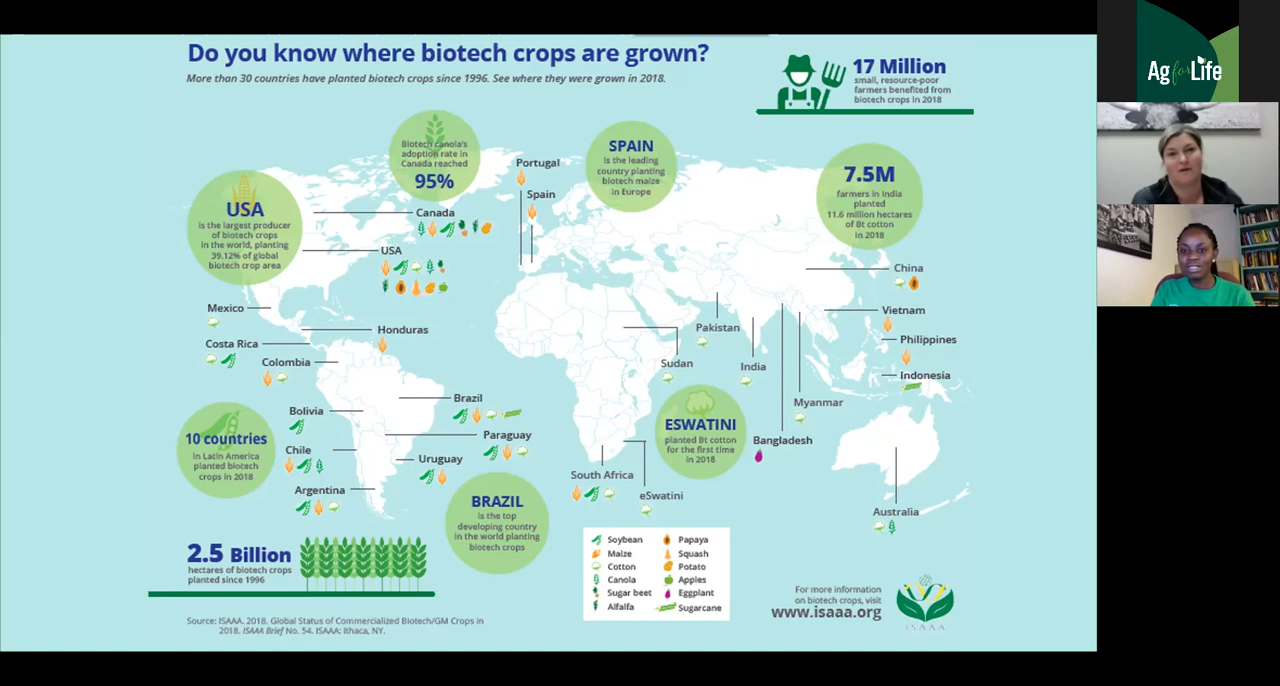 Do you know where biotech crops are grown?
More than 30 countries have planted biotech crops since 1996. See where they were grown in 2018.
17 Million
small, resource-poor
farmers benefited from
biotech crops in 2018
Ag for Life
Biotech canola's
adoption rate in
Canada reached
95%
Portugal
Spain
SPAIN
is the leading
country planting
biotech maize
in Europe
7.5M
farmers in India
planted
11.6 million hectares
of Bt cotton
in 2018
USA
is the largest producer
of biotech crops
in the world, planting
39.12% of global
biotech crop area
Canada
USA
Mexico
Honduras
Costa Rica
Colombia
China
Vietnam
Philippines
Indonesia
Pakistan
Sudan
India
Myanmar
Bangladesh
Bolivia
Brazil
Paraguay
Chile
Uruguay
Argentina
10 countries
in Latin America
planted biotech
crops in 2018
ESWATINI
planted Bt cotton
for the first time
in 2018
South Africa
eSwatini
Australia
BRAZIL
is the top
developing country
in the world planting
biotech crops
2.5 Billion
hectares of biotech crops
planted since 1996
Soybean
Maize
Cotton
Canola
Sugar beet
Alfalfa
Papaya
Squash
Potato
Apples
Eggplant
Sugarcane
For more information
on biotech crops, visit
www.isaaa.org
ISAAA
Source: ISAAA. 2018. Global Status of Commercialized Biotech/GM Crops in
2018. ISAAA Brief No. 54. ISAAA: Ithaca, NY.